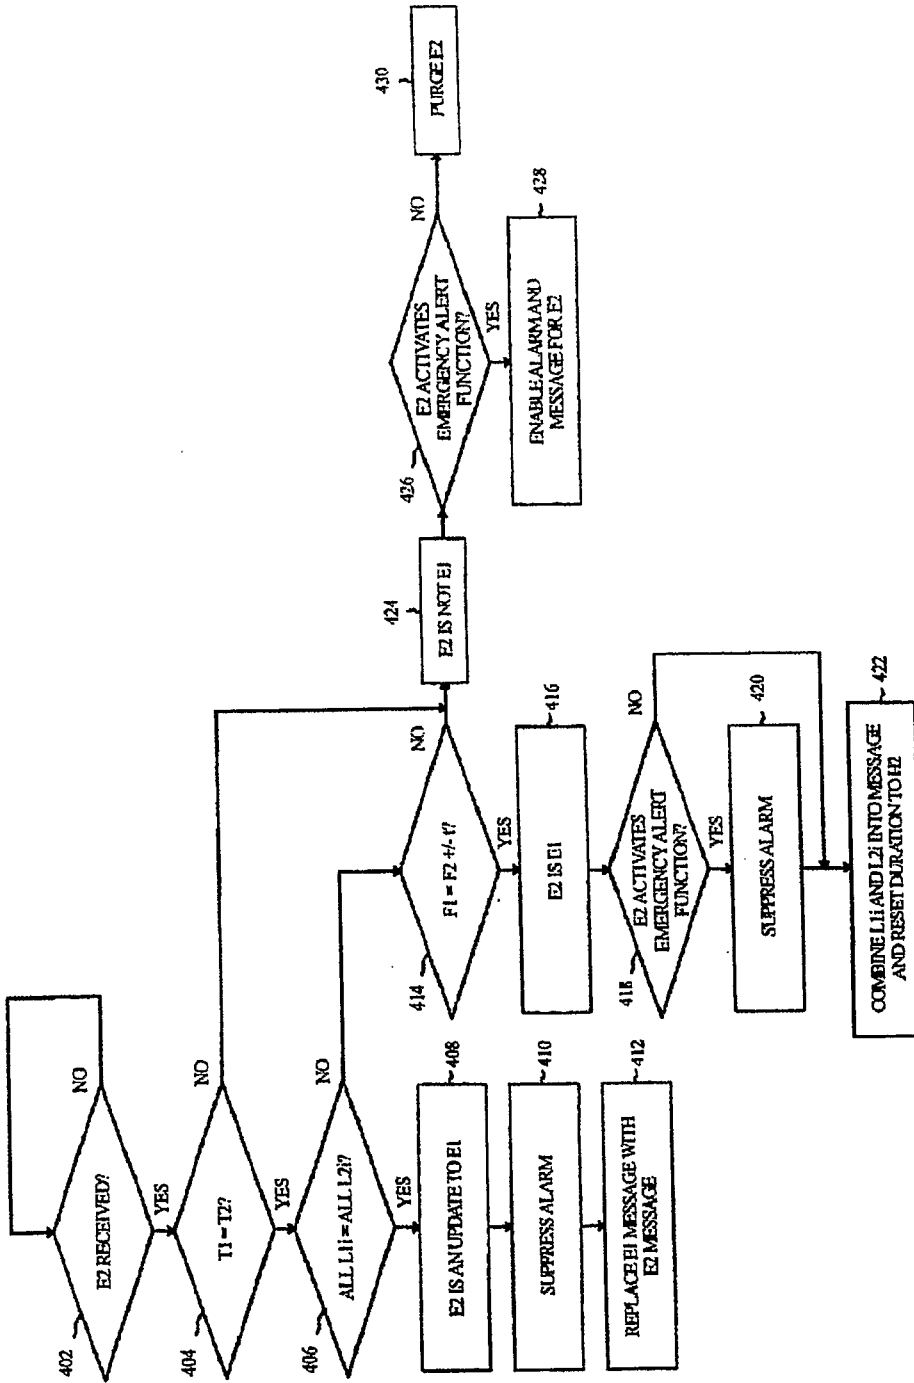 402
E2 RECEIVED?
NO
YES
404
T1 = T2?
NO
YES
406
ALL L1i = ALL L2i?
NO
YES
408
E2 IS AN UPDATE TO E1
410
SUPPRESS ALARM
412
REPLACE E1 MESSAGE WITH
E2 MESSAGE
414
F1 = F2 +/- t?
NO
YES
416
E2 IS E1
418
E2 ACTIVATES
EMERGENCY ALERT
FUNCTION?
NO
YES
420
SUPPRESS ALARM
422
COMBINE L1i AND L2i INTO MESSAGE
AND RESET DURATION TO H2
424
E2 IS NOT E1
426
E2 ACTIVATES
EMERGENCY ALERT
FUNCTION?
NO
YES
428
ENABLE ALARM AND
MESSAGE FOR E2
430
PURGE E2